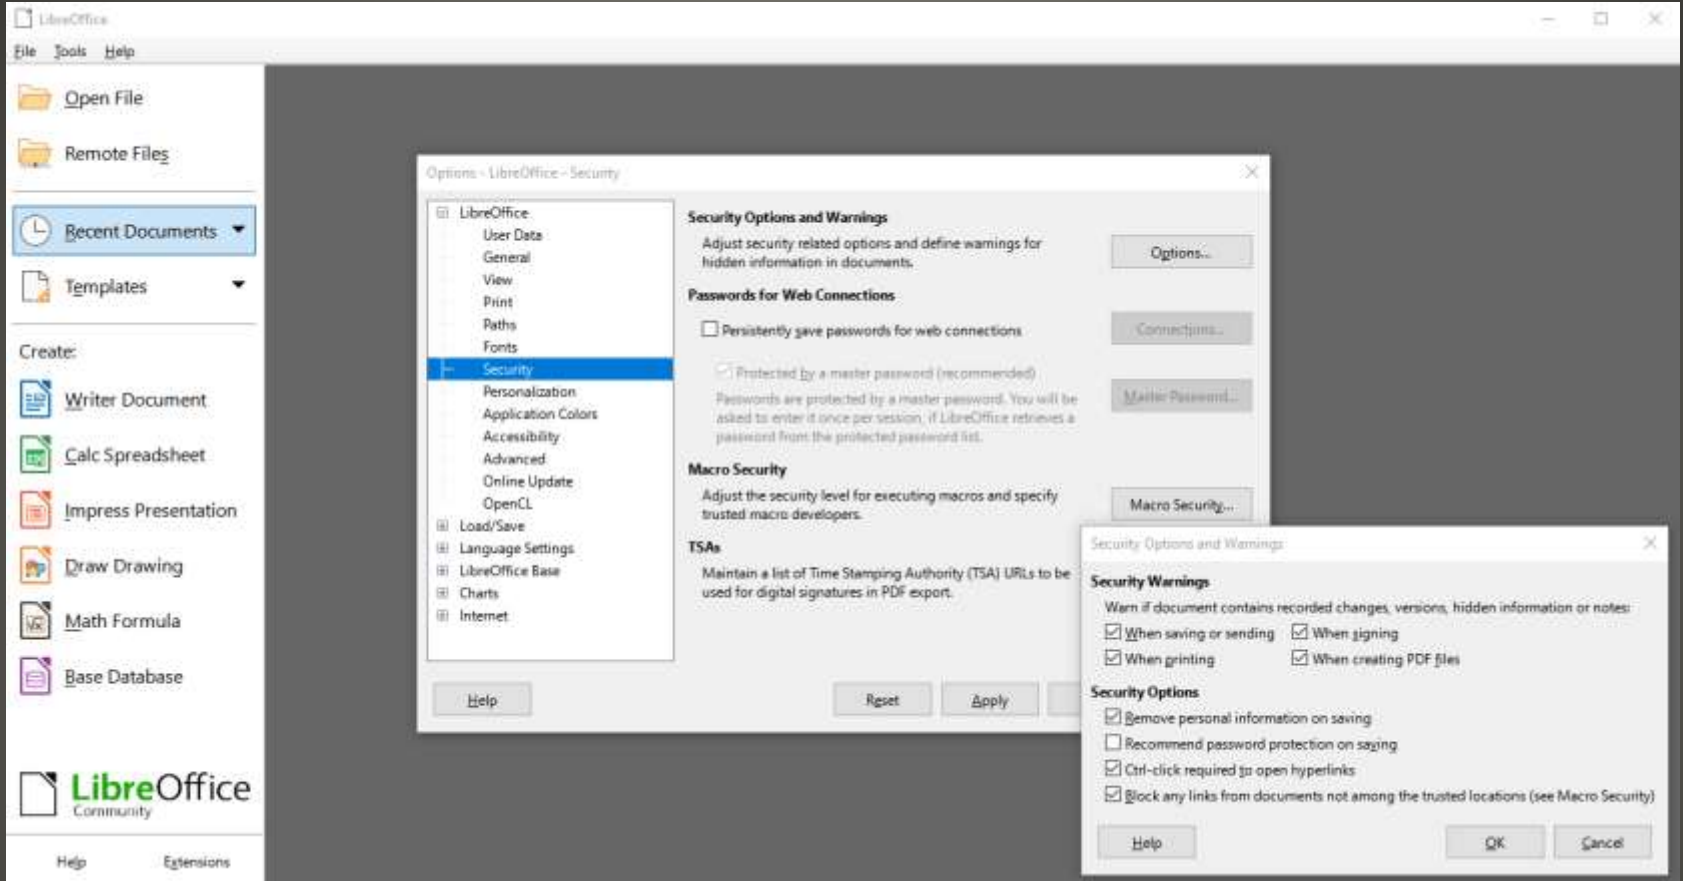 LibreOffice
File Tools Help
Open File
Remote Files
Recent Documents
Templates
Create:
Writer Document
Calc Spreadsheet
Impress Presentation
Draw Drawing
Math Formula
Base Database
LibreOffice
Community
Help Extensions
Options - LibreOffice - Security
LibreOffice
User Data
General
View
Print
Paths
Fonts
Security
Personalization
Application Colors
Accessibility
Advanced
Online Update
OpenCL
Load/Save
Language Settings
LibreOffice Base
Charts
Internet
Security Options and Warnings
Adjust security related options and define warnings for
hidden information in documents.
Options...
Passwords for Web Connections
Persistently save passwords for web connections
Connections...
Protected by a master password (recommended)
Passwords are protected by a master password. You will be
asked to enter it once per session, if LibreOffice retrieves a
password from the protected password list.
Master Password...
Macro Security
Adjust the security level for executing macros and specify
trusted macro developers.
Macro Security...
TSAs
Maintain a list of Time Stamping Authority (TSA) URLs to be
used for digital signatures in PDF export.
Help Reset Apply
Security Options and Warnings
Security Warnings
Warn if document contains recorded changes, versions, hidden information or notes:
When saving or sending When signing
When printing When creating PDF files
Security Options
Remove personal information on saving
Recommend password protection on saving
Ctrl-click required to open hyperlinks
Block any links from documents not among the trusted locations (see Macro Security)
Help OK Cancel